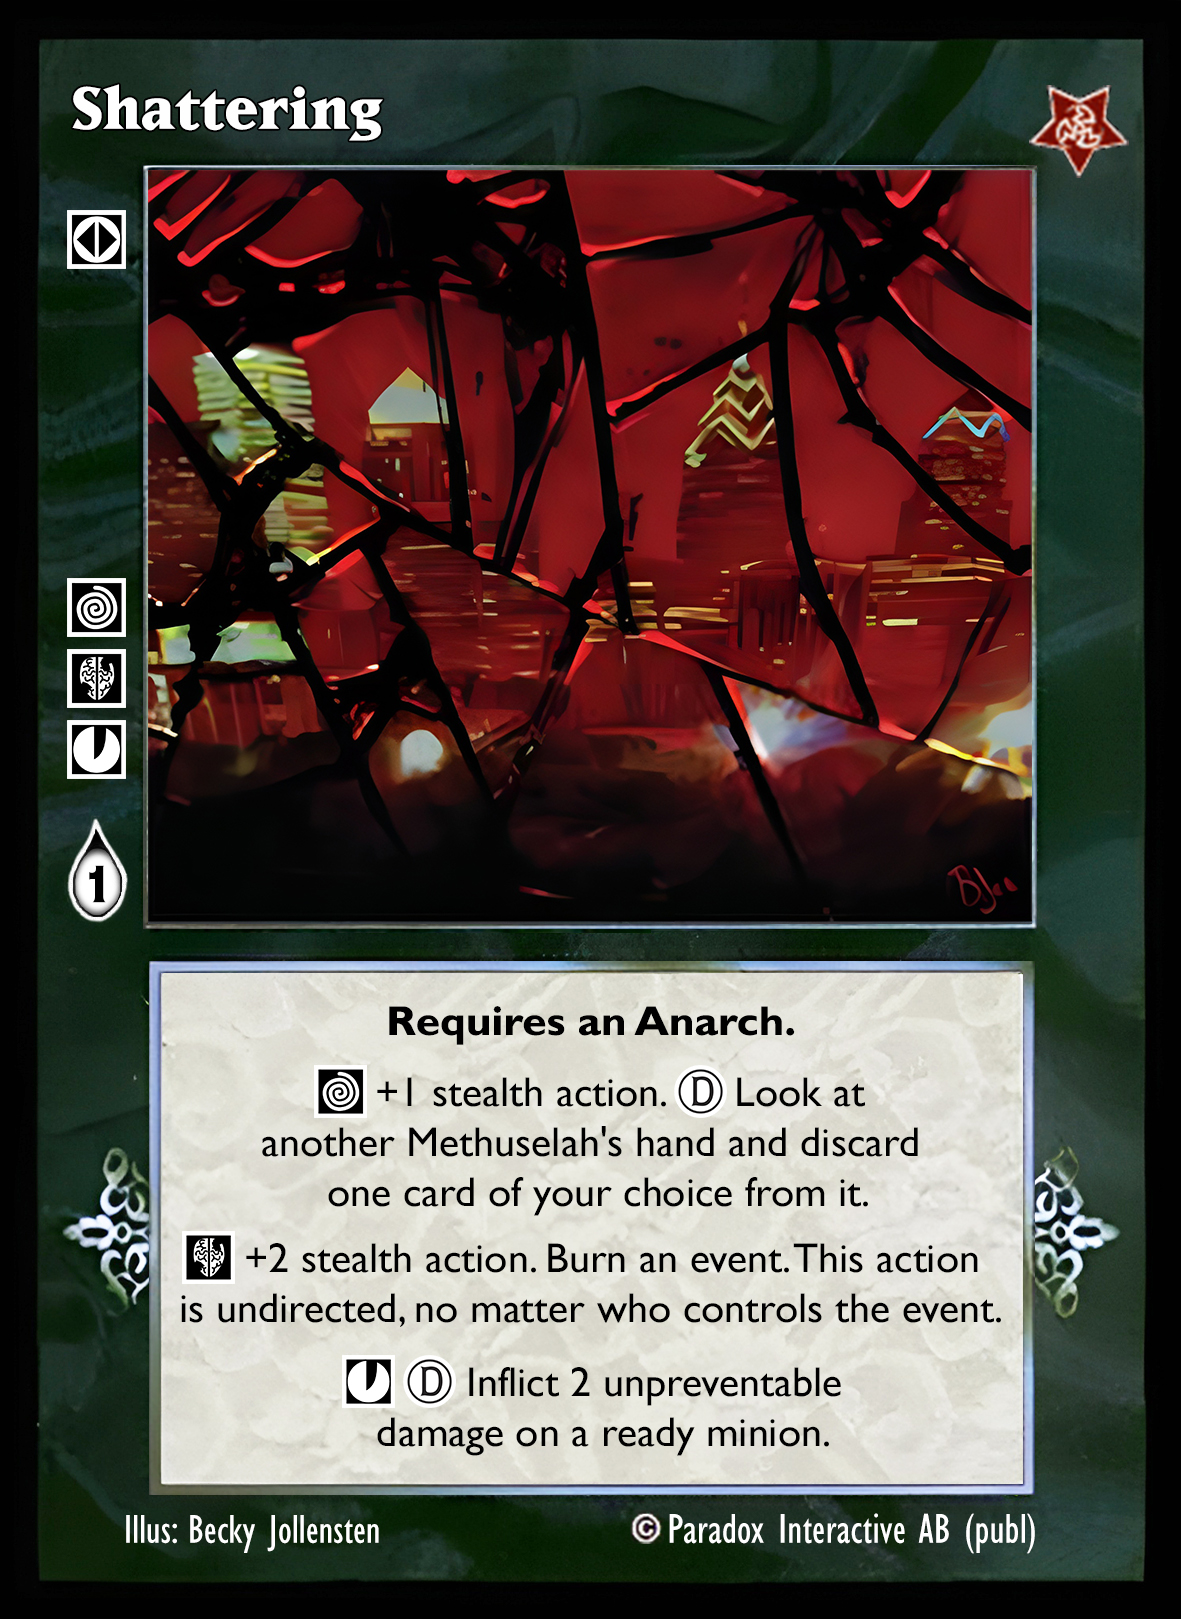 Shattering
1
Requires an Anarch.
+1 stealth action. D Look at
another Methuselah's hand and discard
one card of your choice from it.
+2 stealth action. Burn an event. This action
is undirected, no matter who controls the event.
D Inflict 2 unpreventable
damage on a ready minion.
Illus: Becky Jollensten
© Paradox Interactive AB (publ)